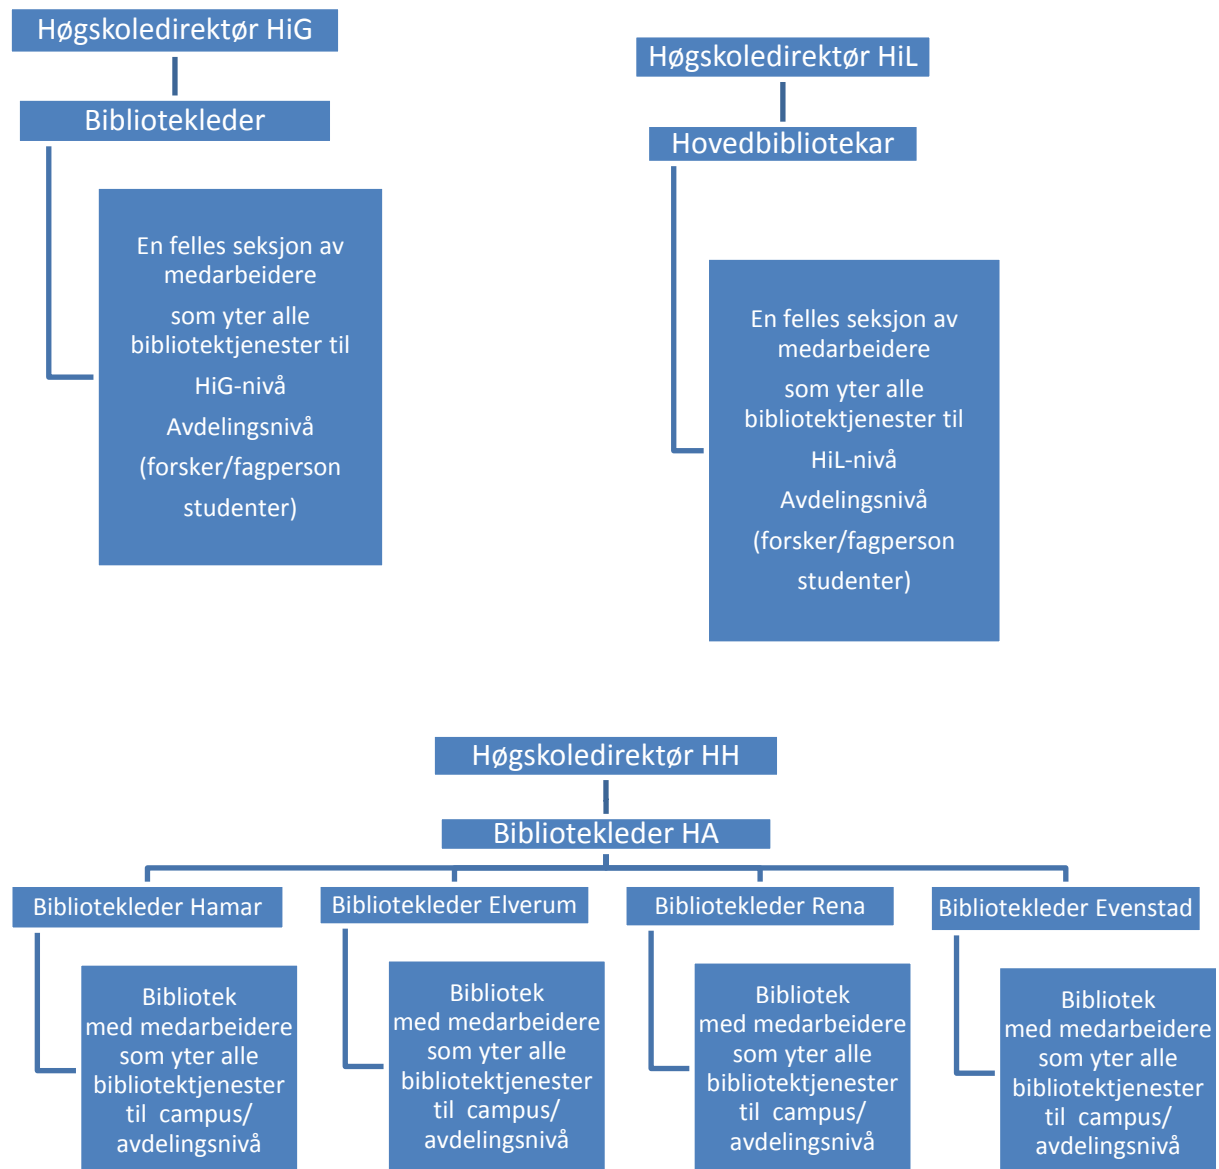 Høgskoledirektør HiG
Bibliotekleder
En felles seksjon av
medarbeidere
som yter alle
bibliotektjenester til
HiG-nivå
Avdelingsnivå
(forsker/fagperson
studenter)
Høgskoledirektør HiL
Hovedbibliotekar
En felles seksjon av
medarbeidere
som yter alle
bibliotektjenester til
HiL-nivå
Avdelingsnivå
(forsker/fagperson
studenter)
Høgskoledirektør HH
Bibliotekleder HA
Bibliotekleder Hamar
Bibliotek
med medarbeidere
som yter alle
bibliotektjenester
til campus/
avdelingsnivå
Bibliotekleder Elverum
Bibliotek
med medarbeidere
som yter alle
bibliotektjenester
til campus/
avdelingsnivå
Bibliotekleder Rena
Bibliotek
med medarbeidere
som yter alle
bibliotektjenester
til campus/
avdelingsnivå
Bibliotekleder Evenstad
Bibliotek
med medarbeidere
som yter alle
bibliotektjenester
til campus/
avdelingsnivå